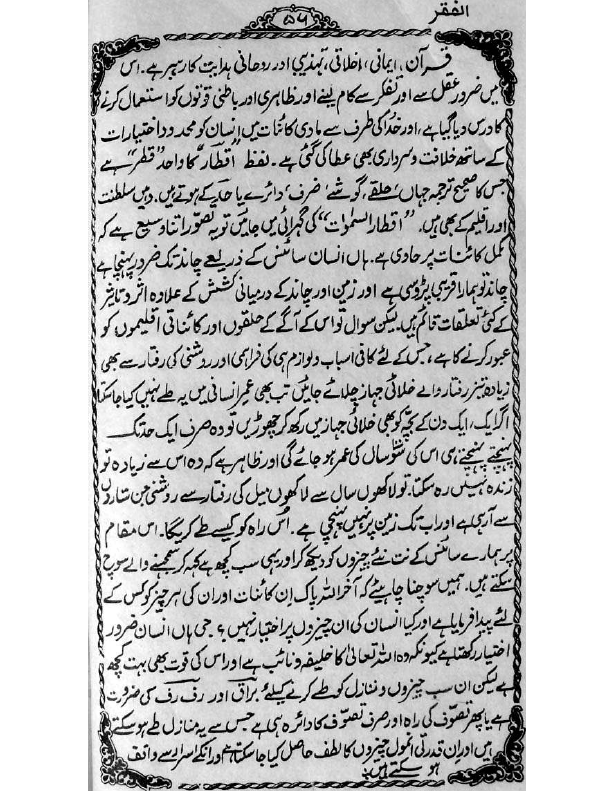 الفقر
۵۶
قرآن، ایمانی، اخلاقی، تہذیبی اور روحانی ہدایت کا رہبر ہے۔ اس
میں ضرور عقل سے اور تفکر سے کام لینے اور ظاہری اور باطنی قوتوں کو استعمال کرنے
کا درس دیا گیا ہے، اور خدا کی طرف سے مادی کائنات میں انسان کو محدود اختیارات
کے ساتھ خلافت و سرداری بھی عطا کی گئی ہے۔ لفظ "اقطار" کا واحد "قطر" ہے
جس کا صحیح ترجمہ جہاں 'حلقے، گوشے' صرف 'دائرے یا حد کے ہوتے ہیں۔ وہیں سلطنت
اور اقلیم کے بھی ہیں۔ "اقطار السمٰوات" کی گہرائی میں جائیں تو یہ تصور اتنا وسیع ہے کہ
مکمل کائنات پر حاوی ہے۔ ہاں انسان سائنس کے ذریعے چاند تک ضرور پہنچا ہے
چاند تو ہمارا قریبی پڑوسی ہے اور زمین اور چاند کے درمیانی کشش کے علاوہ اثر و تاثیر
کے کئی تعلقات قائم ہیں لیکن سوال تو اس کے آگے کے حلقوں اور کائناتی اقلیموں کو
عبور کرنے کا ہے، جس کے لئے کافی اسباب و لوازم ہی کی فراہمی اور روشنی کی رفتار سے بھی
زیادہ تیز رفتار والے خلائی جہاز چلائے جائیں تب بھی عمرِ انسانی میں یہ طے نہیں کیا جا سکتا
اگر ایک، ایک دن کے بچہ کو بھی خلائی جہاز میں رکھ کر چھوڑیں تو وہ صرف ایک حد تک
پہنچتے پہنچتے ہی اس کی سَو سال کی عمر ہو جائے گی اور ظاہر ہے کہ وہ اس سے زیادہ تو
زندہ نہیں رہ سکتا۔ تو لاکھوں سال سے لاکھوں میل کی رفتار سے روشنی جن ستاروں
سے آ رہی ہے اور اب تک زمین پر نہیں پہنچی ہے۔ اُس راہ کو کیسے طے کریگا۔ اس مقام
پر ہمارے سائنس کے نت نئے چیزوں کو دیکھ کر اور یہی سب کچھ ہے کہہ کر سمجھنے والے سوچ
سکتے ہیں۔ ہمیں سوچنا چاہیئے کہ آخر اللہ پاک اِن کائنات اور ان کی ہر چیز کو کس کے
لئے پیدا فرمایا ہے اور کیا انسان کی ان چیزوں پر اختیار نہیں؟ جی ہاں انسان ضرور
اختیار رکھتا ہے کیونکہ وہ اللہ تعالیٰ کا خلیفہ و نائب ہے اور اس کی قوت بھی بہت کچھ
ہے لیکن ان سب چیزوں و منازل کو طے کرنے کیلئے براق اور رف رف کی ضرورت
ہے یا پھر تصوف کی راہ اور صرف تصوف کا دائرہ ہی ہے جس سے یہ منازل طے ہو سکتے
ہیں اور اِن قدرتی انمول چیزوں کا لطف حاصل کیا جا سکتا ہے اور انکے اسرار سے واقف
ہو سکتے ہیں۔